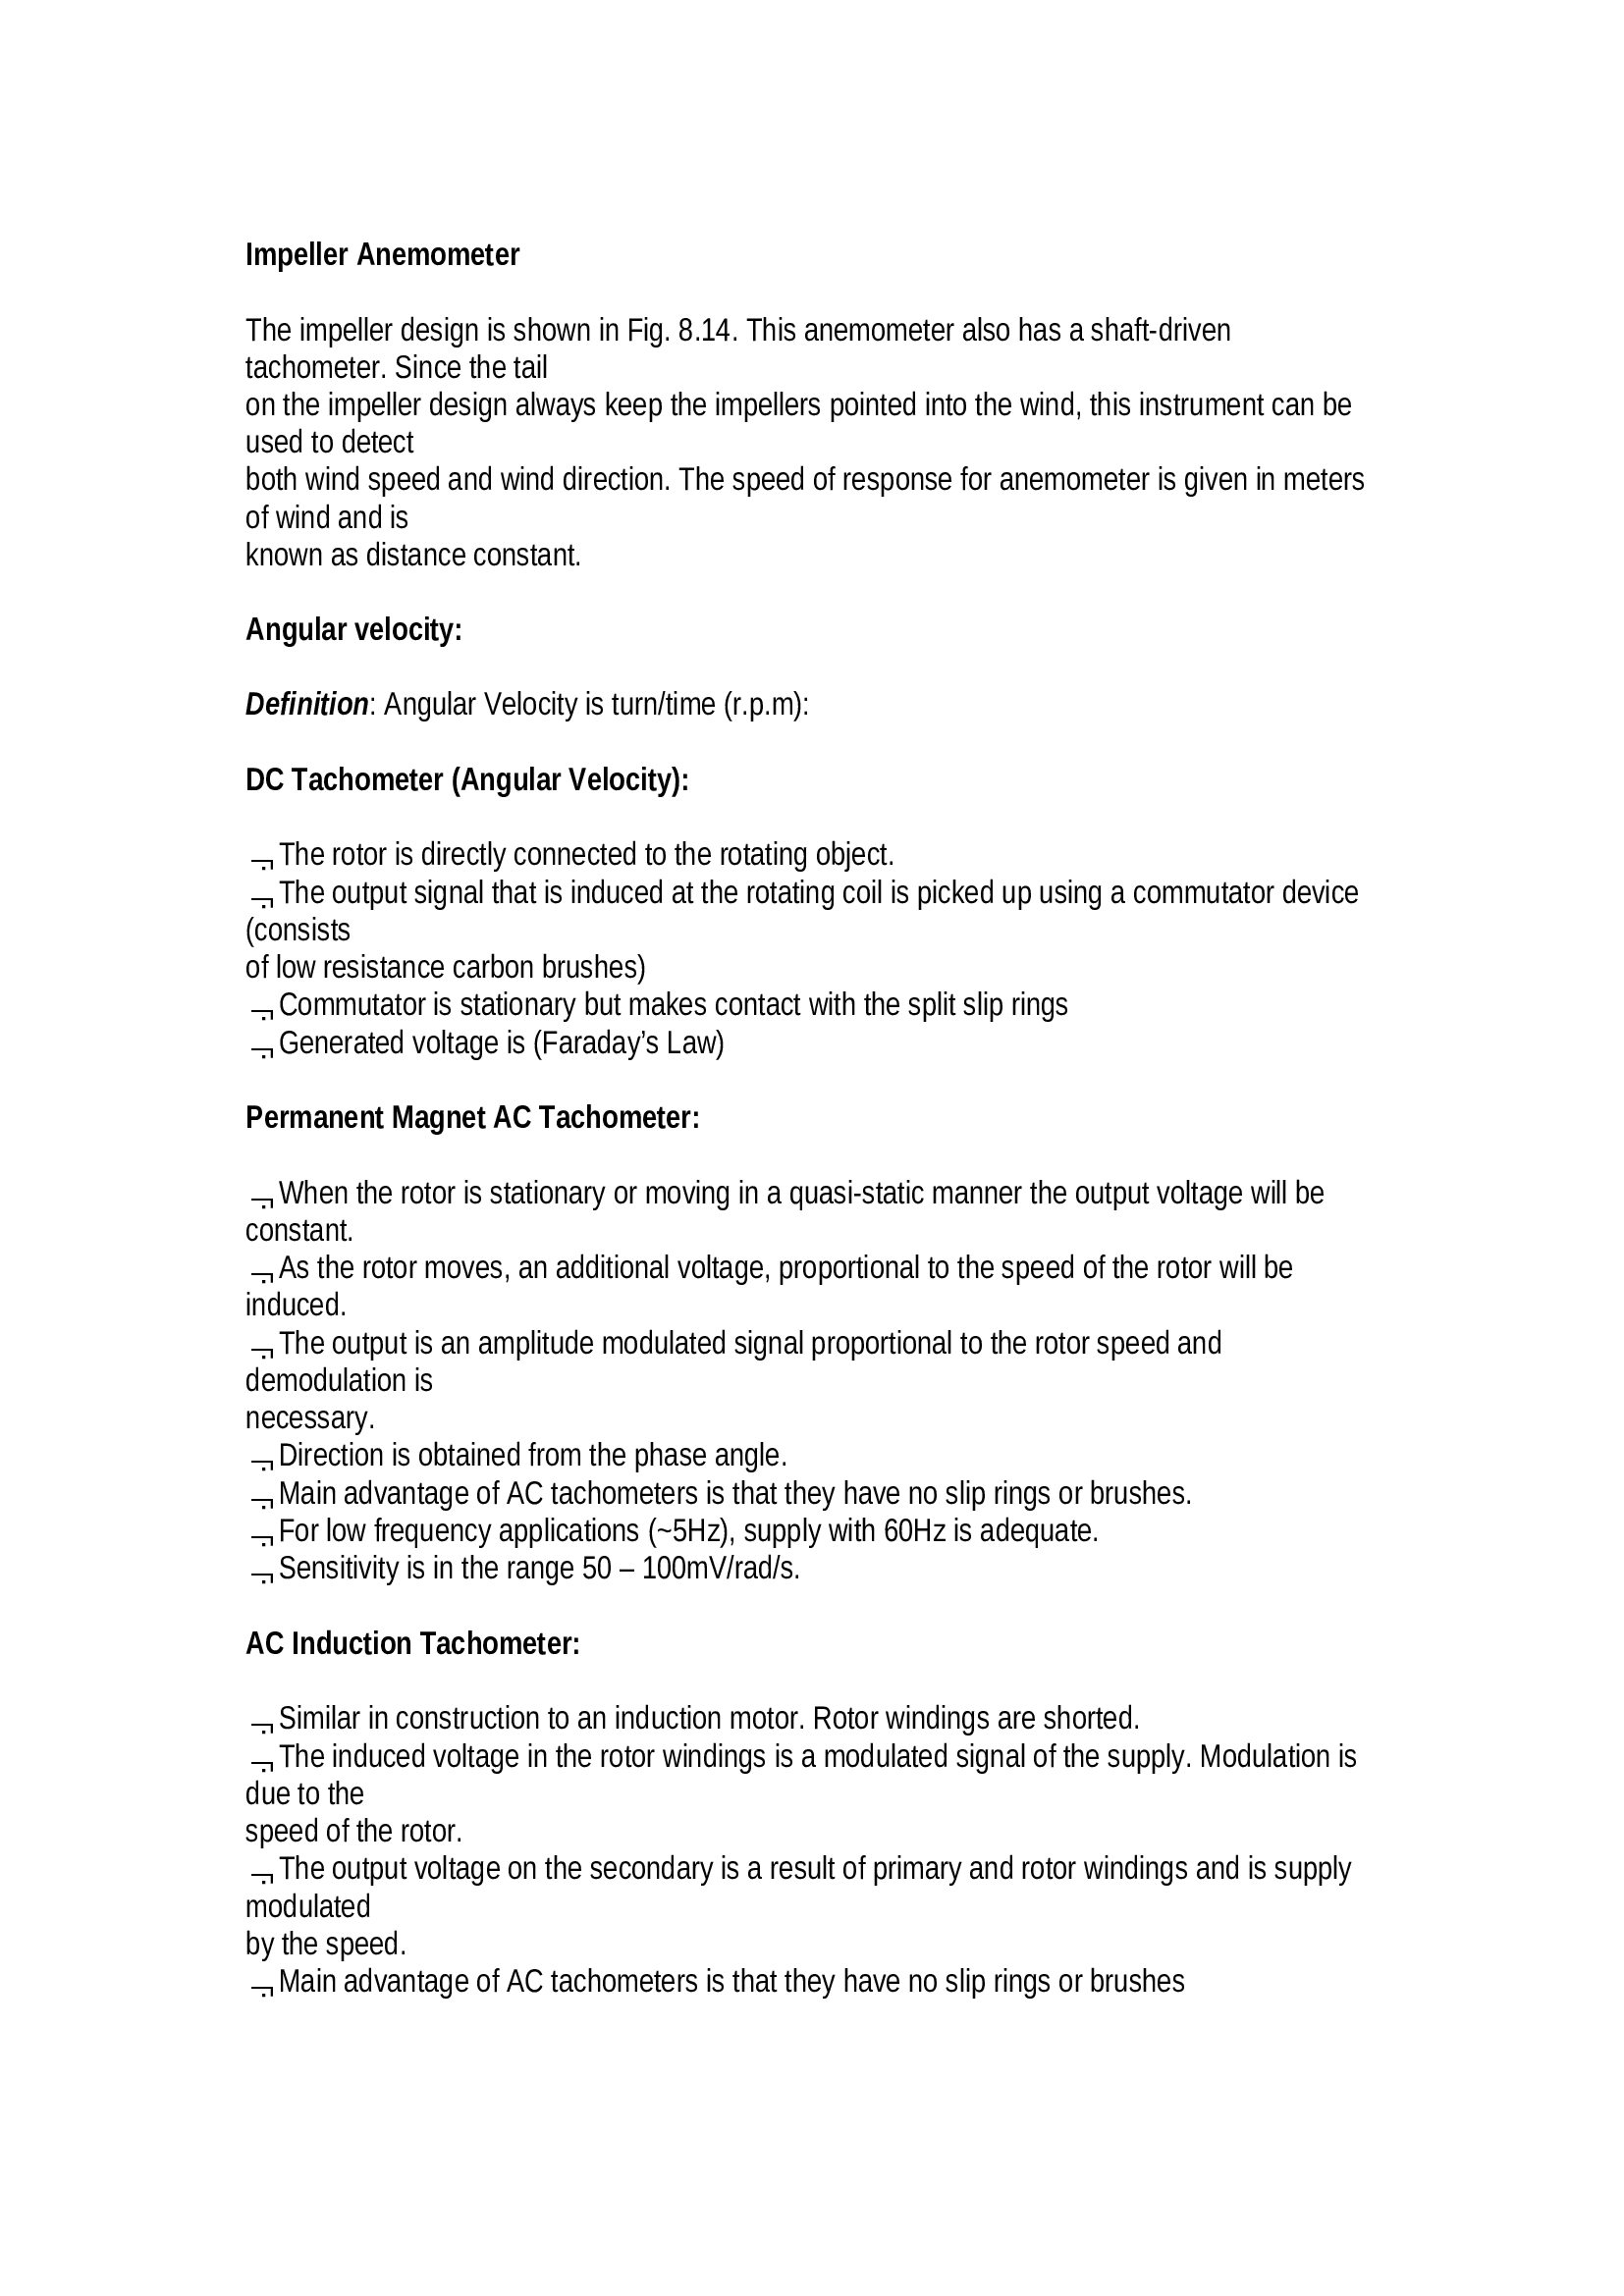 Impeller Anemometer
The impeller design is shown in Fig. 8.14. This anemometer also has a shaft-driven
tachometer. Since the tail
on the impeller design always keep the impellers pointed into the wind, this instrument can be
used to detect
both wind speed and wind direction. The speed of response for anemometer is given in meters
of wind and is
known as distance constant.
Angular velocity:
Definition: Angular Velocity is turn/time (r.p.m):
DC Tachometer (Angular Velocity):
The rotor is directly connected to the rotating object.
The output signal that is induced at the rotating coil is picked up using a commutator device
(consists
of low resistance carbon brushes)
Commutator is stationary but makes contact with the split slip rings
Generated voltage is (Faraday’s Law)
Permanent Magnet AC Tachometer:
When the rotor is stationary or moving in a quasi-static manner the output voltage will be
constant.
As the rotor moves, an additional voltage, proportional to the speed of the rotor will be
induced.
The output is an amplitude modulated signal proportional to the rotor speed and
demodulation is
necessary.
Direction is obtained from the phase angle.
Main advantage of AC tachometers is that they have no slip rings or brushes.
For low frequency applications (~5Hz), supply with 60Hz is adequate.
Sensitivity is in the range 50 – 100mV/rad/s.
AC Induction Tachometer:
Similar in construction to an induction motor. Rotor windings are shorted.
The induced voltage in the rotor windings is a modulated signal of the supply. Modulation is
due to the
speed of the rotor.
The output voltage on the secondary is a result of primary and rotor windings and is supply
modulated
by the speed.
Main advantage of AC tachometers is that they have no slip rings or brushes